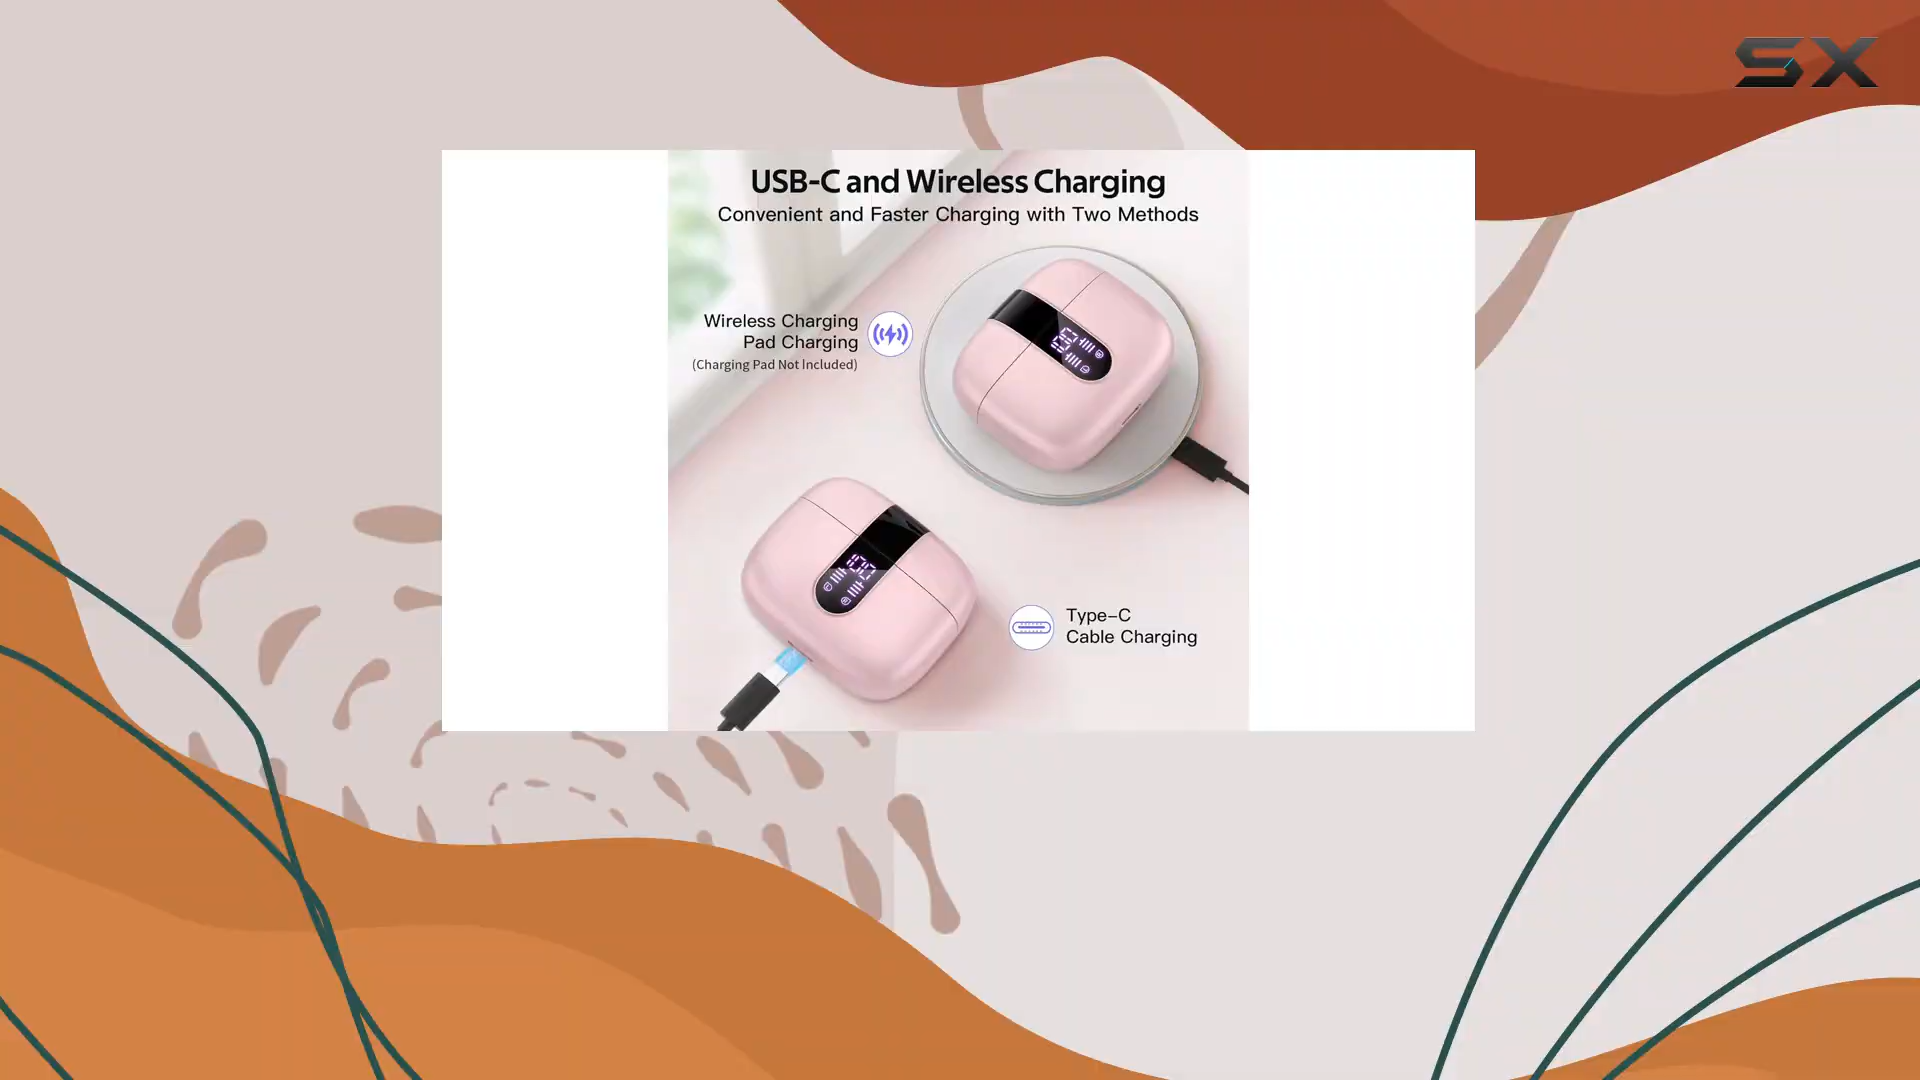 SX
USB-C and Wireless Charging
Convenient and Faster Charging with Two Methods
Wireless Charging
Pad Charging
(Charging Pad Not Included)
Type-C
Cable Charging